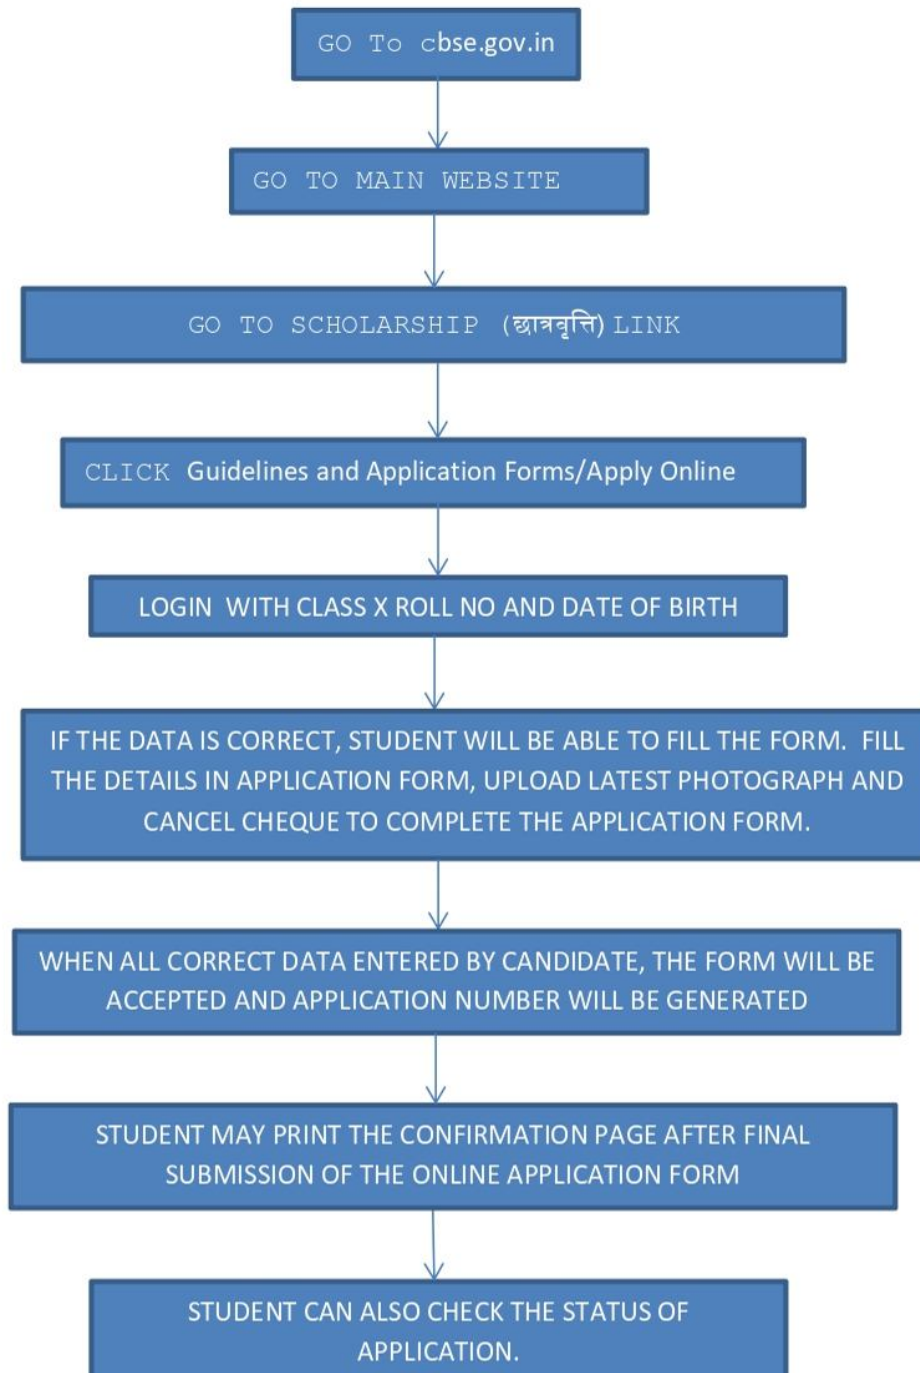 GO To cbse.gov.in
GO TO MAIN WEBSITE
GO TO SCHOLARSHIP (छात्रवृत्ति) LINK
CLICK Guidelines and Application Forms/Apply Online
LOGIN WITH CLASS X ROLL NO AND DATE OF BIRTH
IF THE DATA IS CORRECT, STUDENT WILL BE ABLE TO FILL THE FORM. FILL
THE DETAILS IN APPLICATION FORM, UPLOAD LATEST PHOTOGRAPH AND
CANCEL CHEQUE TO COMPLETE THE APPLICATION FORM.
WHEN ALL CORRECT DATA ENTERED BY CANDIDATE, THE FORM WILL BE
ACCEPTED AND APPLICATION NUMBER WILL BE GENERATED
STUDENT MAY PRINT THE CONFIRMATION PAGE AFTER FINAL
SUBMISSION OF THE ONLINE APPLICATION FORM
STUDENT CAN ALSO CHECK THE STATUS OF
APPLICATION.